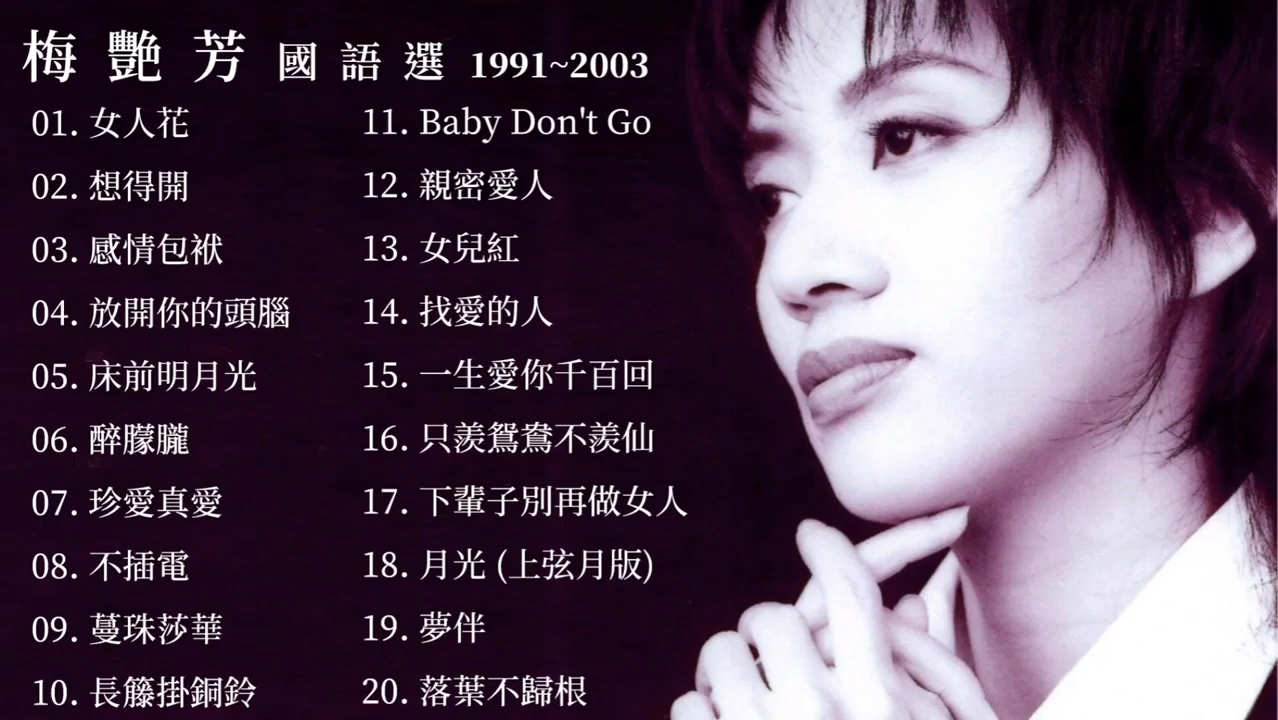 梅艷芳 國語選 1991~2003
01. 女人花
02. 想得開
03. 感情包袱
04. 放開你的頭腦
05. 床前明月光
06. 醉朦朧
07. 珍愛真愛
08. 不插電
09. 蔓珠莎華
10. 長籐掛銅鈴
11. Baby Don't Go
12. 親密愛人
13. 女兒紅
14. 找愛的人
15. 一生愛你千百回
16. 只羨鴛鴦不羨仙
17. 下輩子別再做女人
18. 月光 (上弦月版)
19. 夢伴
20. 落葉不歸根